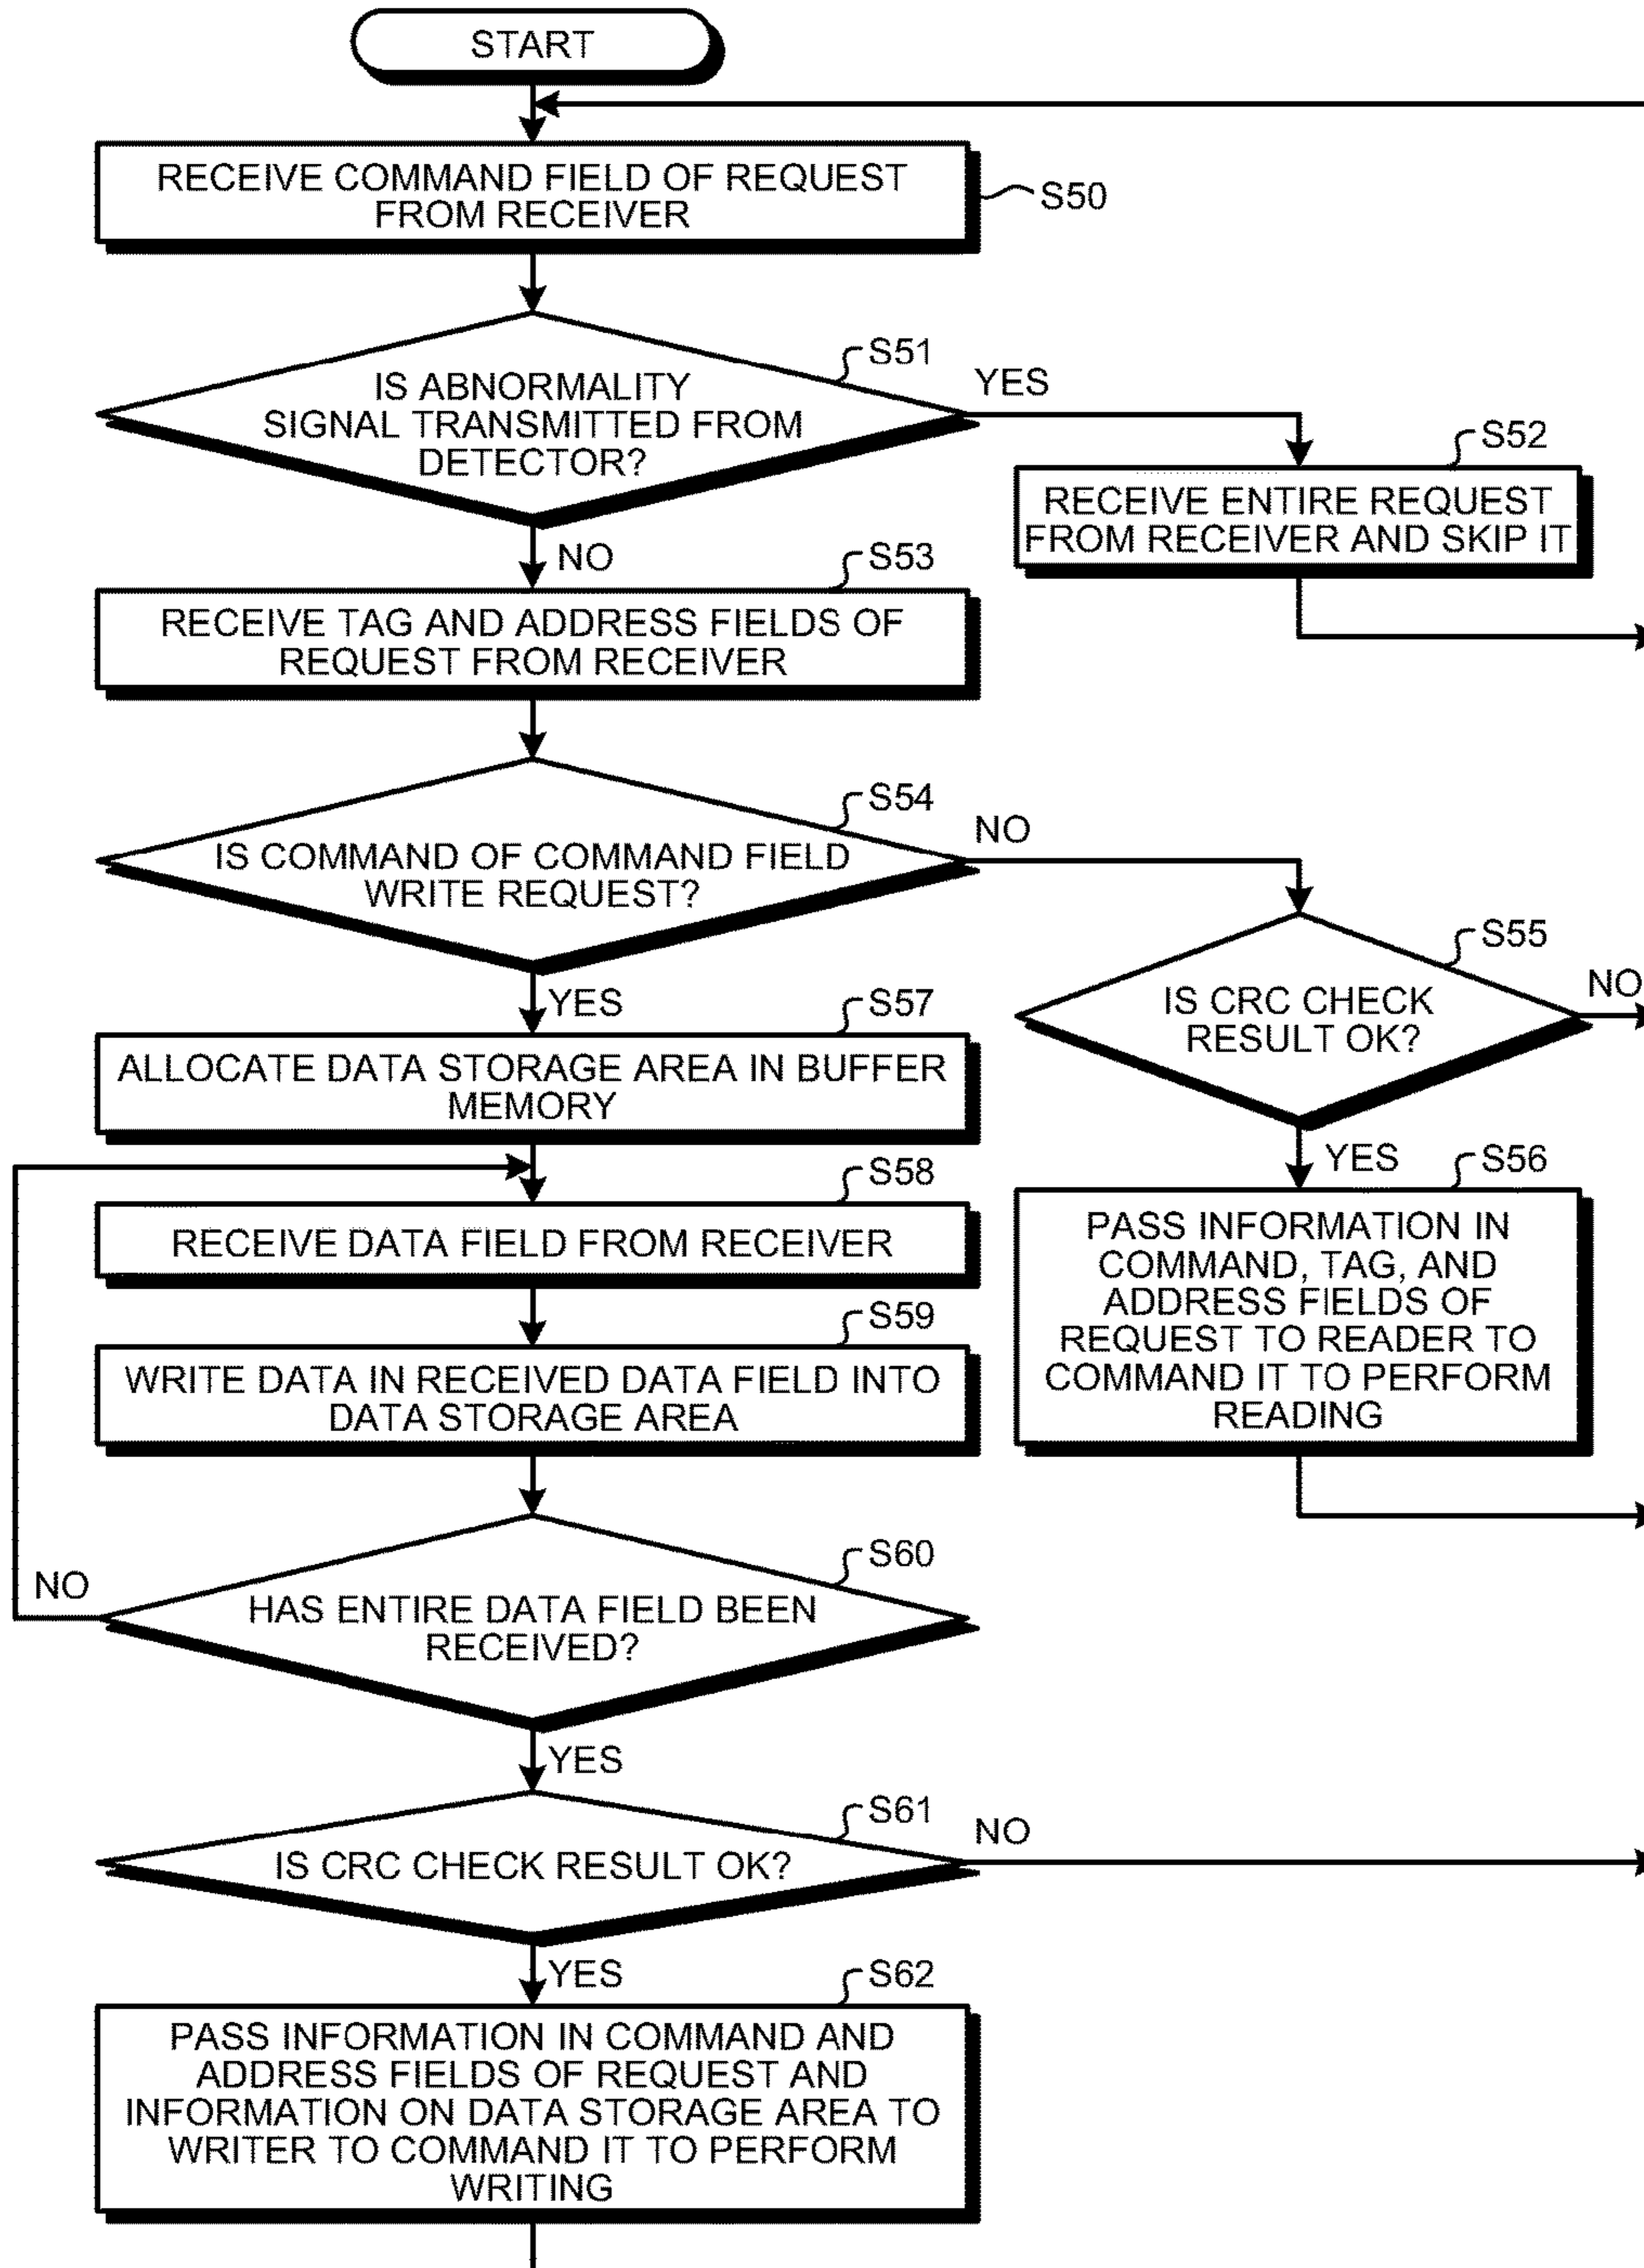 START
RECEIVE COMMAND FIELD OF REQUEST
FROM RECEIVER
S50
S51
IS ABNORMALITY
SIGNAL TRANSMITTED FROM
DETECTOR?
YES
S52
RECEIVE ENTIRE REQUEST
FROM RECEIVER AND SKIP IT
NO
S53
RECEIVE TAG AND ADDRESS FIELDS OF
REQUEST FROM RECEIVER
S54
IS COMMAND OF COMMAND FIELD
WRITE REQUEST?
NO
S55
IS CRC CHECK
RESULT OK?
NO
YES
S56
PASS INFORMATION IN
COMMAND, TAG, AND
ADDRESS FIELDS OF
REQUEST TO READER TO
COMMAND IT TO PERFORM
READING
YES
S57
ALLOCATE DATA STORAGE AREA IN BUFFER
MEMORY
S58
RECEIVE DATA FIELD FROM RECEIVER
S59
WRITE DATA IN RECEIVED DATA FIELD INTO
DATA STORAGE AREA
S60
NO
HAS ENTIRE DATA FIELD BEEN
RECEIVED?
YES
S61
IS CRC CHECK RESULT OK?
NO
YES
S62
PASS INFORMATION IN COMMAND AND
ADDRESS FIELDS OF REQUEST AND
INFORMATION ON DATA STORAGE AREA TO
WRITER TO COMMAND IT TO PERFORM
WRITING